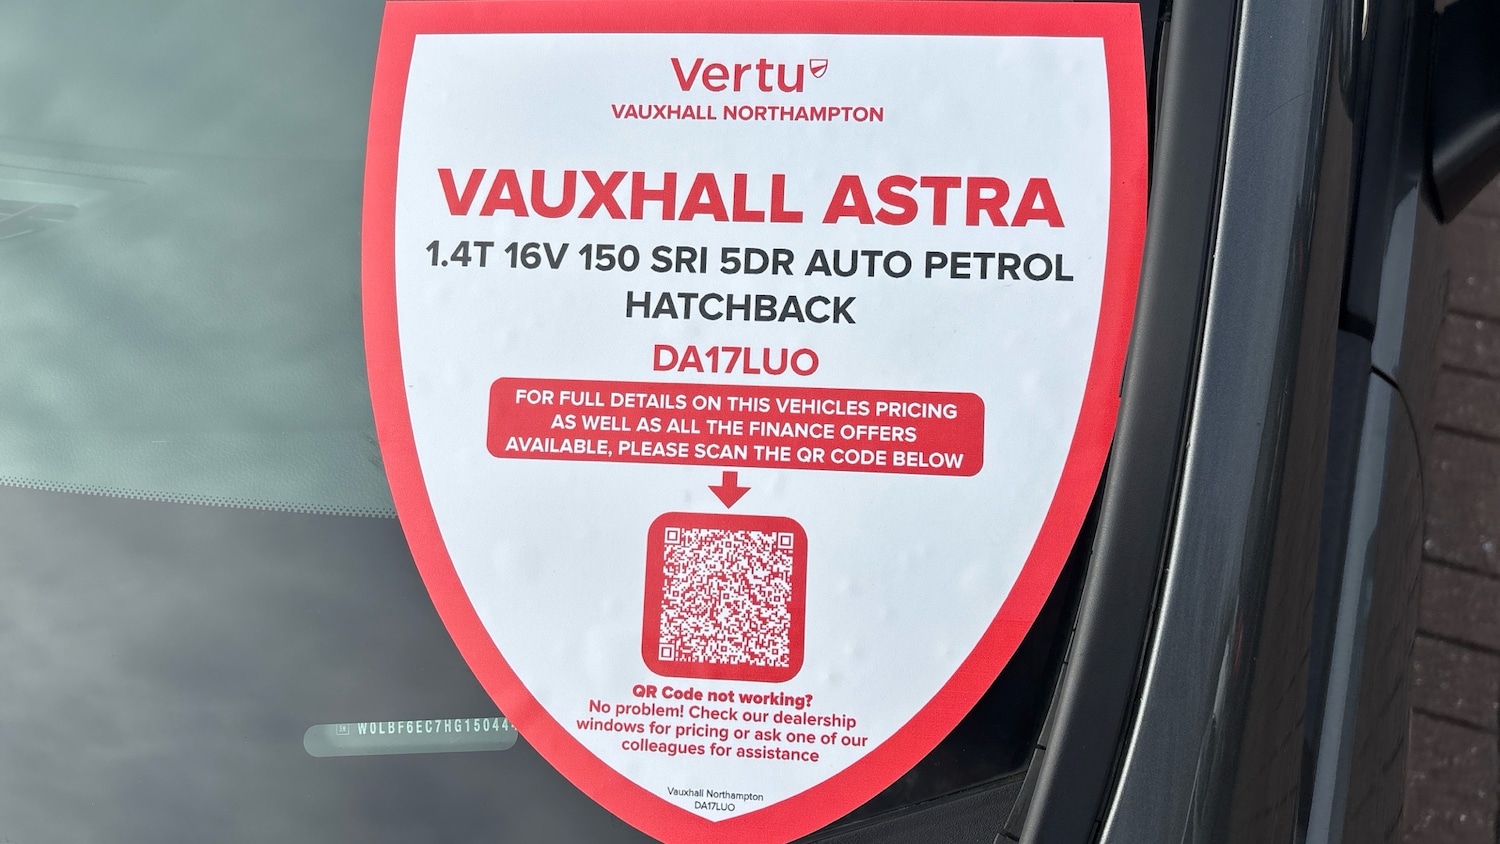 Vertu
VAUXHALL NORTHAMPTON
VAUXHALL ASTRA
1.4T 16V 150 SRI 5DR AUTO PETROL
HATCHBACK
DA17LUO
FOR FULL DETAILS ON THIS VEHICLES PRICING
AS WELL AS ALL THE FINANCE OFFERS
AVAILABLE, PLEASE SCAN THE QR CODE BELOW
QR Code not working?
No problem! Check our dealership
windows for pricing or ask one of our
colleagues for assistance
Vauxhall Northampton
DA17LUO